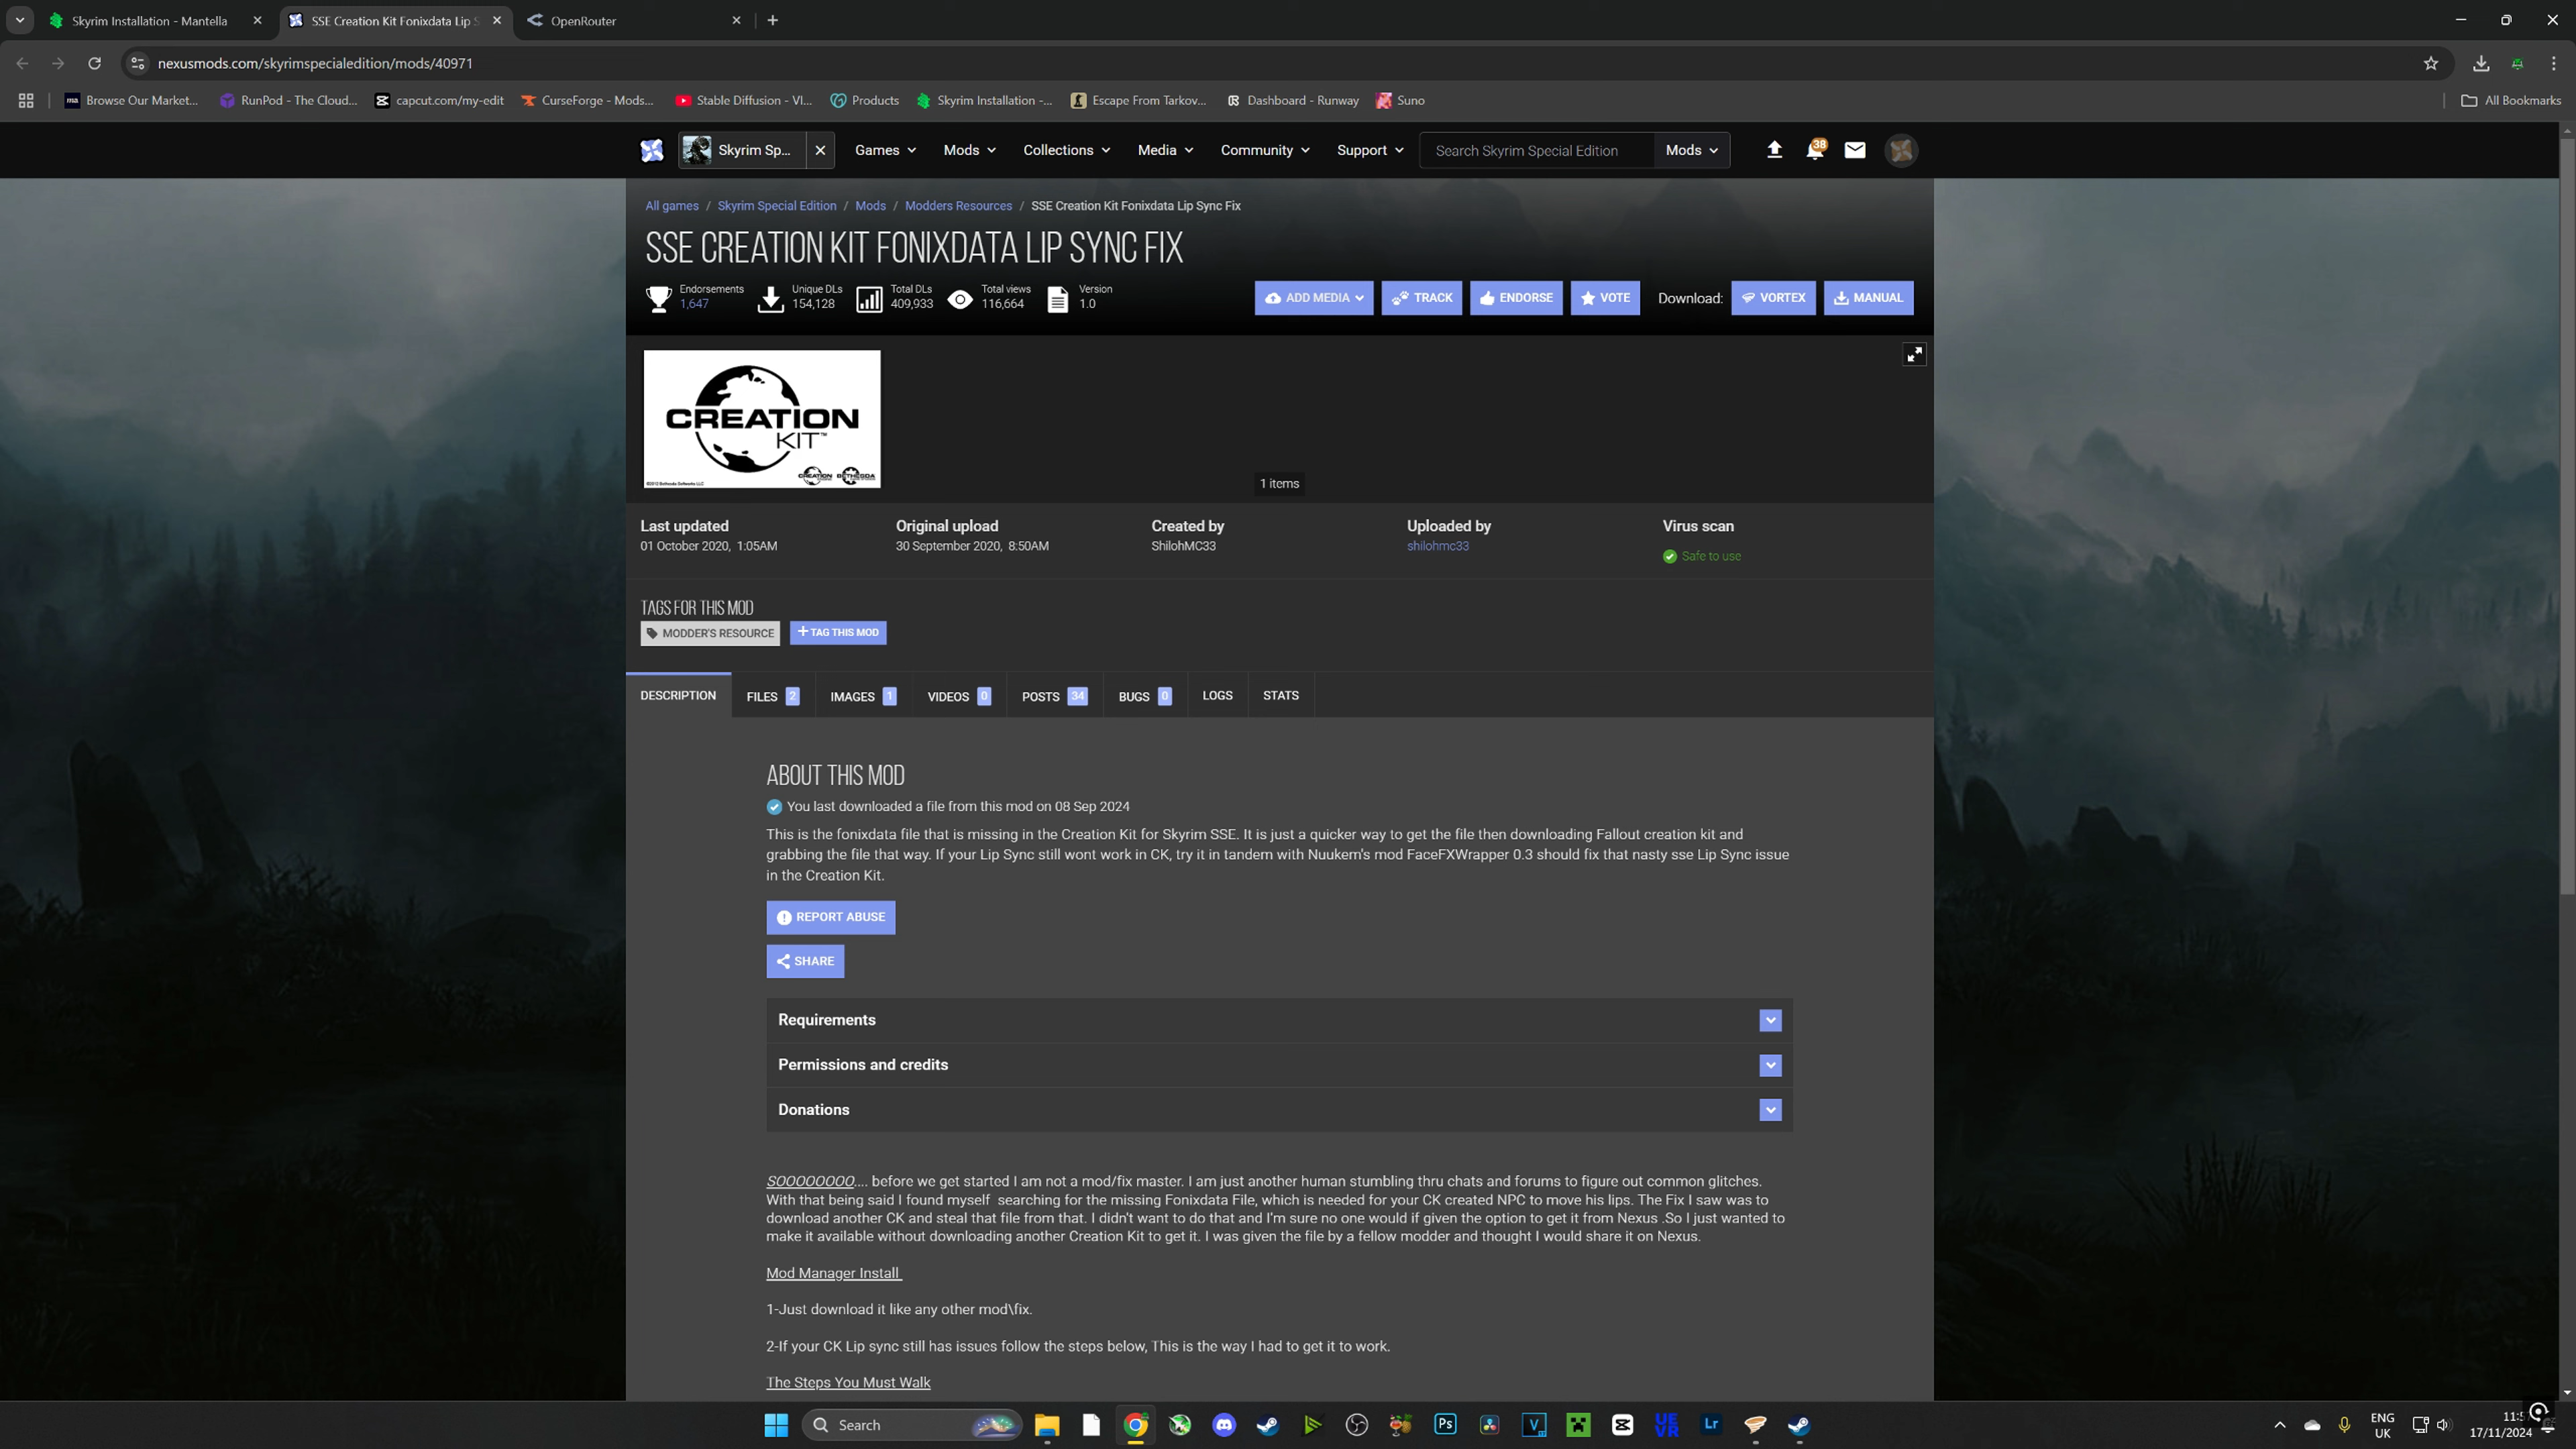 Skyrim Installation - Mantella
SSE Creation Kit Fonixdata Lip S
OpenRouter
nexusmods.com/skyrimspecialedition/mods/40971
Browse Our Market...
RunPod - The Cloud...
capcut.com/my-edit
CurseForge - Mods...
Stable Diffusion - VI...
Products
Skyrim Installation -...
Escape From Tarkov...
Dashboard - Runway
Suno
All Bookmarks
Skyrim Sp...
Games
Mods
Collections
Media
Community
Support
Search Skyrim Special Edition
Mods
38
All games / Skyrim Special Edition / Mods / Modders Resources / SSE Creation Kit Fonixdata Lip Sync Fix
SSE CREATION KIT FONIXDATA LIP SYNC FIX
Endorsements
1,647
Unique DLs
154,128
Total DLs
409,933
Total views
116,664
Version
1.0
ADD MEDIA
TRACK
ENDORSE
VOTE
Download:
VORTEX
MANUAL
CREATION
KIT™
CREATION
BETHESDA
1 items
Last updated
01 October 2020, 1:05AM
Original upload
30 September 2020, 8:50AM
Created by
ShilohMC33
Uploaded by
shilohmc33
Virus scan
Safe to use
TAGS FOR THIS MOD
MODDER'S RESOURCE
+ TAG THIS MOD
DESCRIPTION
FILES 2
IMAGES 1
VIDEOS 0
POSTS 34
BUGS 0
LOGS
STATS
ABOUT THIS MOD
You last downloaded a file from this mod on 08 Sep 2024
This is the fonixdata file that is missing in the Creation Kit for Skyrim SSE. It is just a quicker way to get the file then downloading Fallout creation kit and
grabbing the file that way. If your Lip Sync still wont work in CK, try it in tandem with Nuukem's mod FaceFXWrapper 0.3 should fix that nasty sse Lip Sync issue
in the Creation Kit.
REPORT ABUSE
SHARE
Requirements
Permissions and credits
Donations
SOOOOOOOO.... before we get started I am not a mod/fix master. I am just another human stumbling thru chats and forums to figure out common glitches.
With that being said I found myself searching for the missing Fonixdata File, which is needed for your CK created NPC to move his lips. The Fix I saw was to
download another CK and steal that file from that. I didn't want to do that and I'm sure no one would if given the option to get it from Nexus .So I just wanted to
make it available without downloading another Creation Kit to get it. I was given the file by a fellow modder and thought I would share it on Nexus.
Mod Manager Install
1-Just download it like any other mod\fix.
2-If your CK Lip sync still has issues follow the steps below, This is the way I had to get it to work.
The Steps You Must Walk
Search
Ps
V
UE
VR
Lr
ENG
UK
17/11/2024